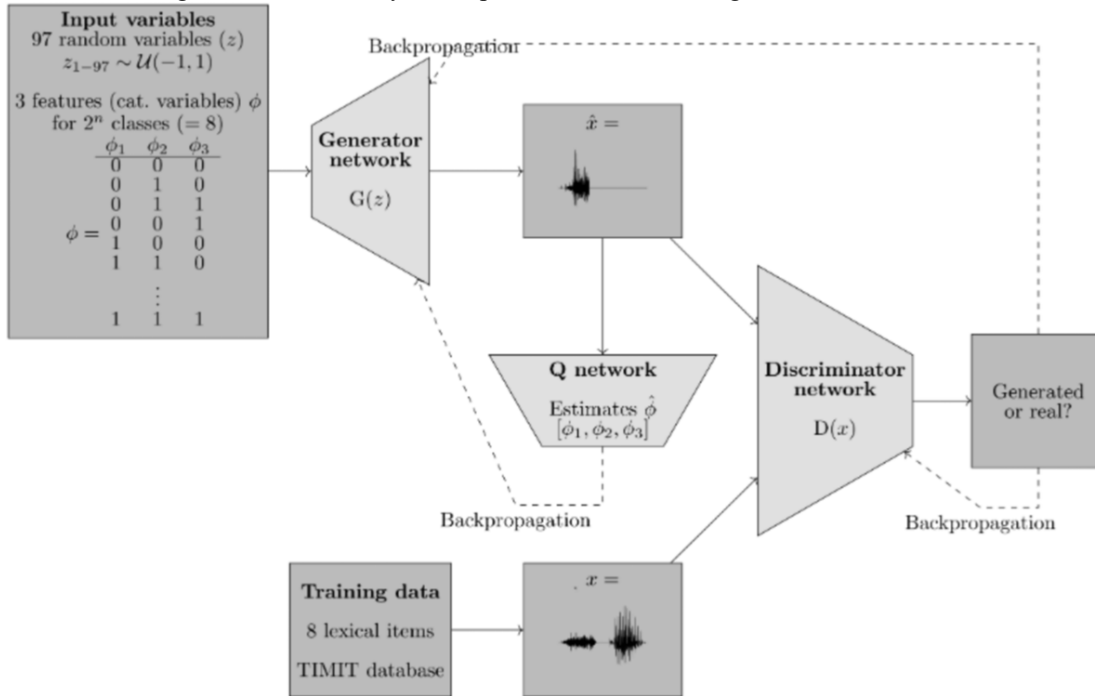 Input variables
97 random variables (z)
z₁₋₉₇ ∼ 𝒰(−1, 1)
3 features (cat. variables) ϕ
for 2ⁿ classes (= 8)
ϕ₁ ϕ₂ ϕ₃
0 0 0
0 1 0
0 1 1
ϕ = 0 0 1
1 0 0
1 1 0
⋮
1 1 1
Backpropagation
Generator
network
G(z)
x̂ =
Q network
Estimates ϕ̂
[ϕ₁, ϕ₂, ϕ₃]
Backpropagation
Discriminator
network
D(x)
Generated
or real?
Backpropagation
Training data
8 lexical items
TIMIT database
x =